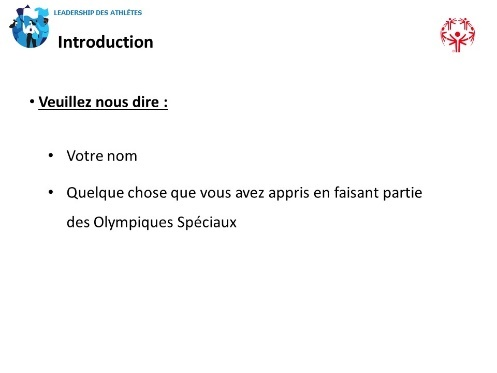 LEADERSHIP DES ATHLÈTES
Introduction
• Veuillez nous dire :
• Votre nom
• Quelque chose que vous avez appris en faisant partie
des Olympiques Spéciaux